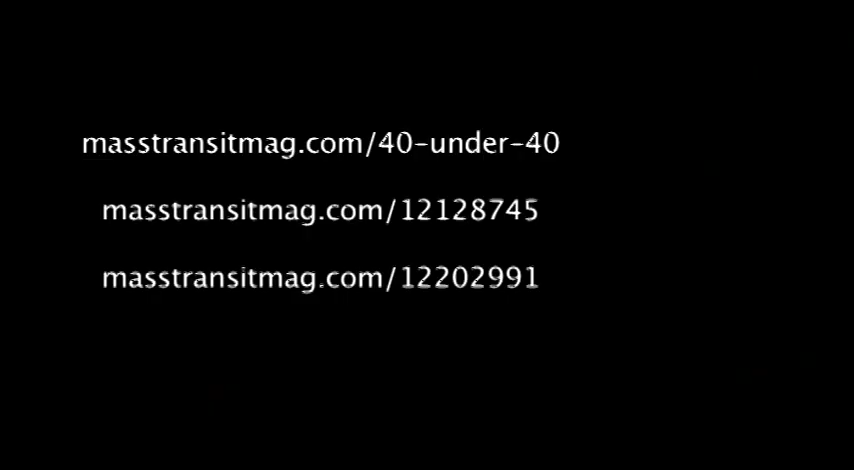 masstransitmag.com/40-under-40
masstransitmag.com/12128745
masstransitmag.com/12202991